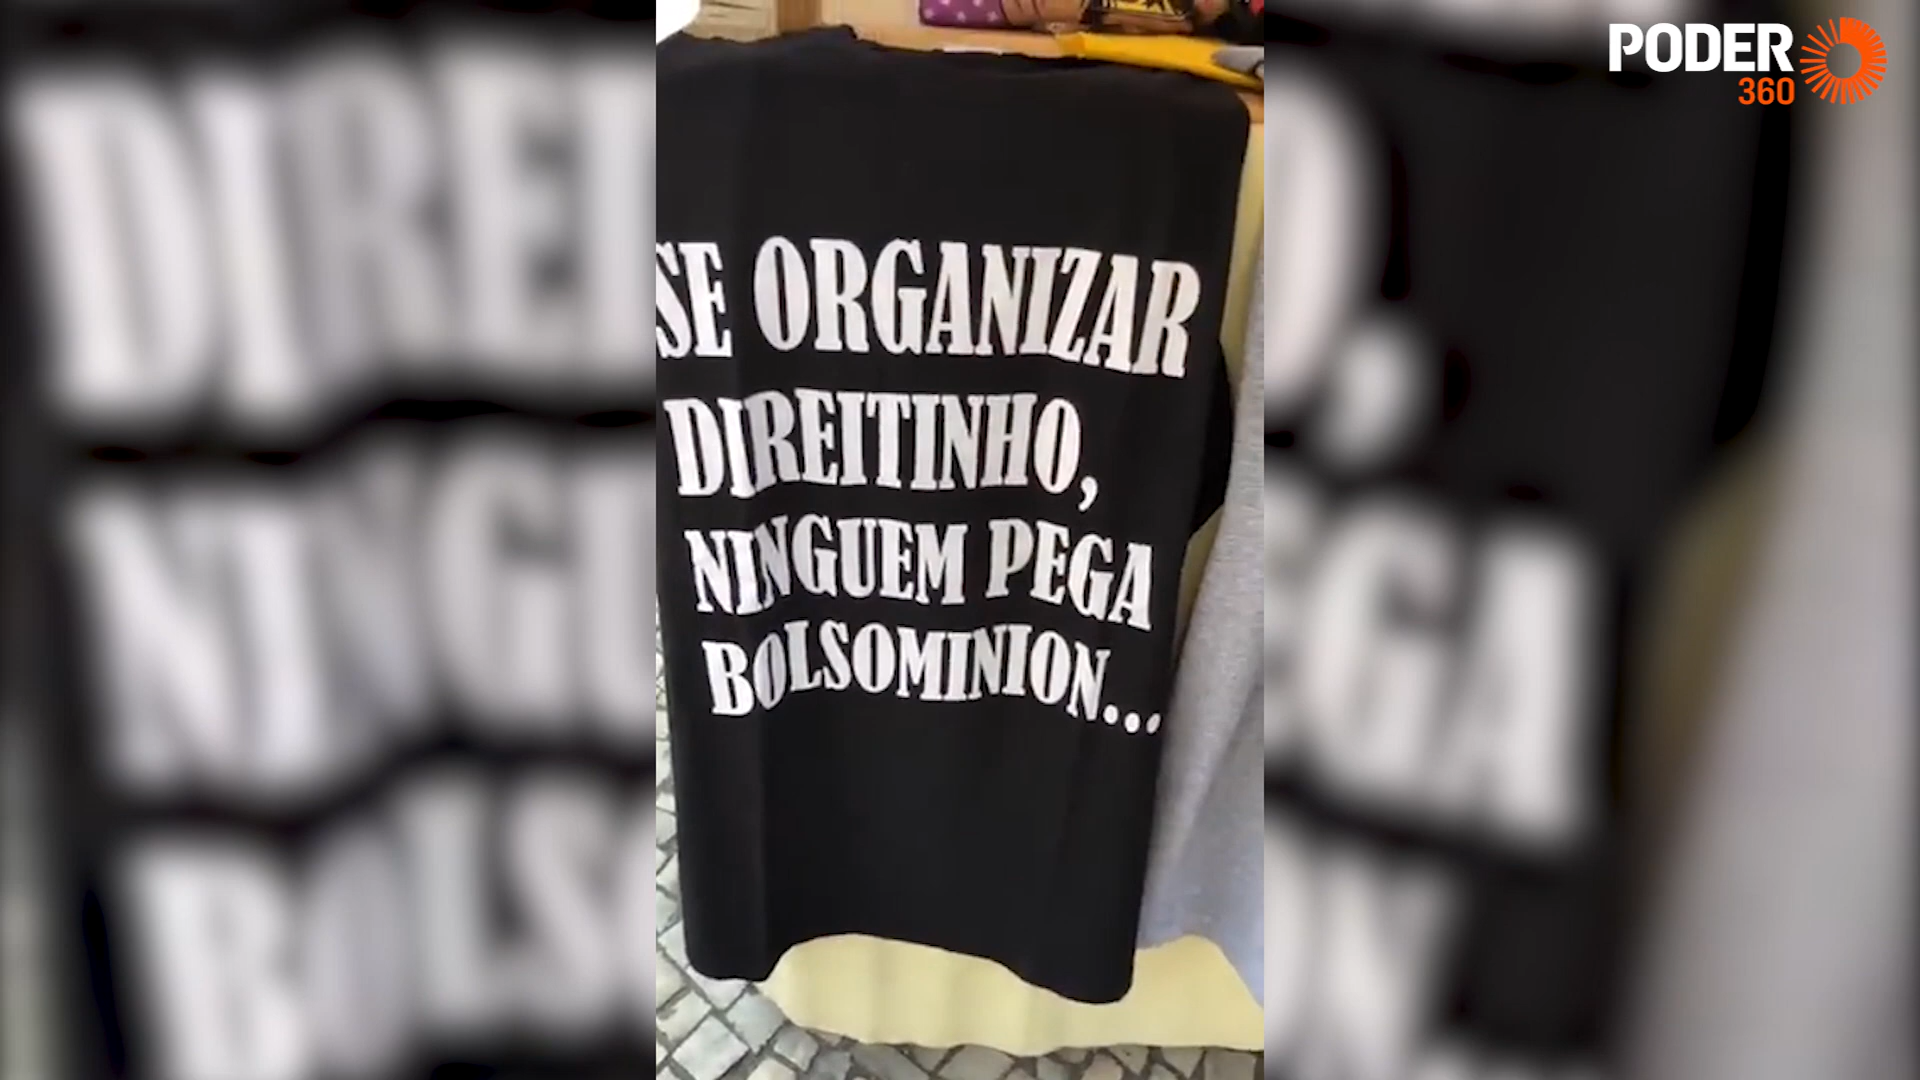 PODER
360
SE ORGANIZAR
DIREITINHO,
NINGUEM PEGA
BOLSOMINION...